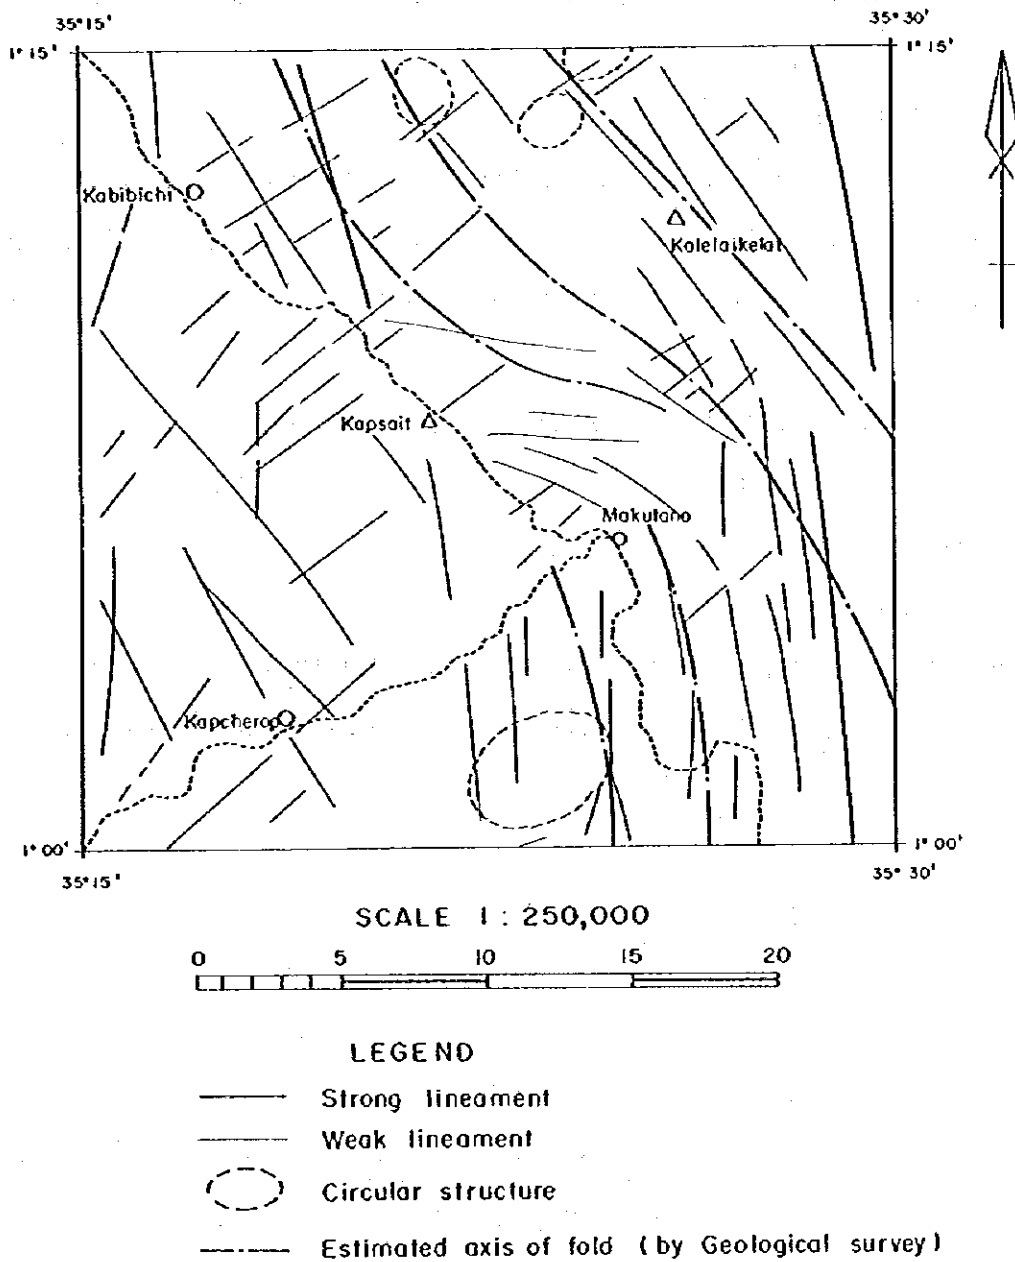 35°15'
35°30'
1°15'
1°15'
Kabibichi
Kalelaikelat
Kapsait
Makutano
Kapcherop
1°00'
1°00'
35°15'
35°30'
SCALE 1 : 250,000
0 5 10 15 20
LEGEND
Strong lineament
Weak lineament
Circular structure
Estimated axis of fold (by Geological survey)